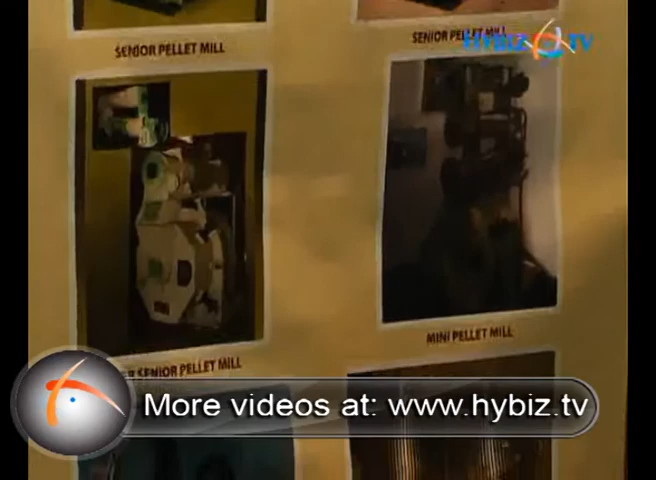 SENIOR PELLET MILL
SENIOR PELLET MILL
HYBIZ TV
MINI PELLET MILL
SENIOR PELLET MILL
More videos at: www.hybiz.tv